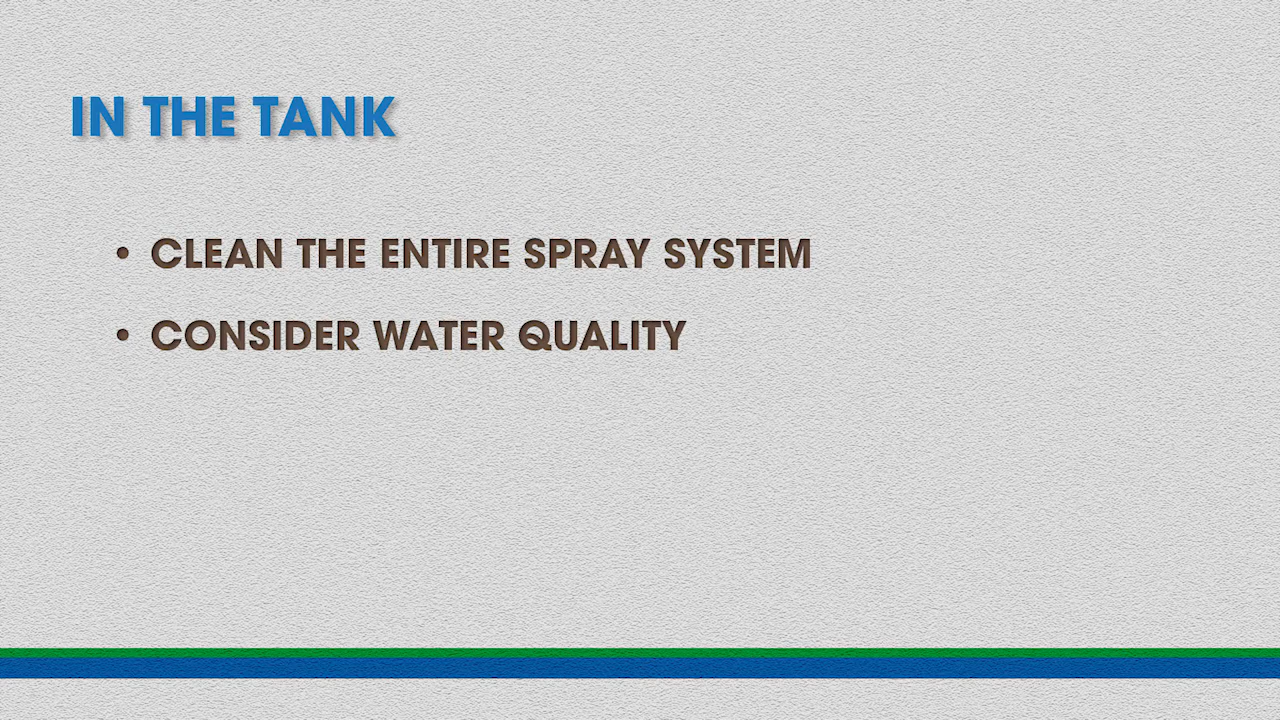 IN THE TANK
• CLEAN THE ENTIRE SPRAY SYSTEM
• CONSIDER WATER QUALITY